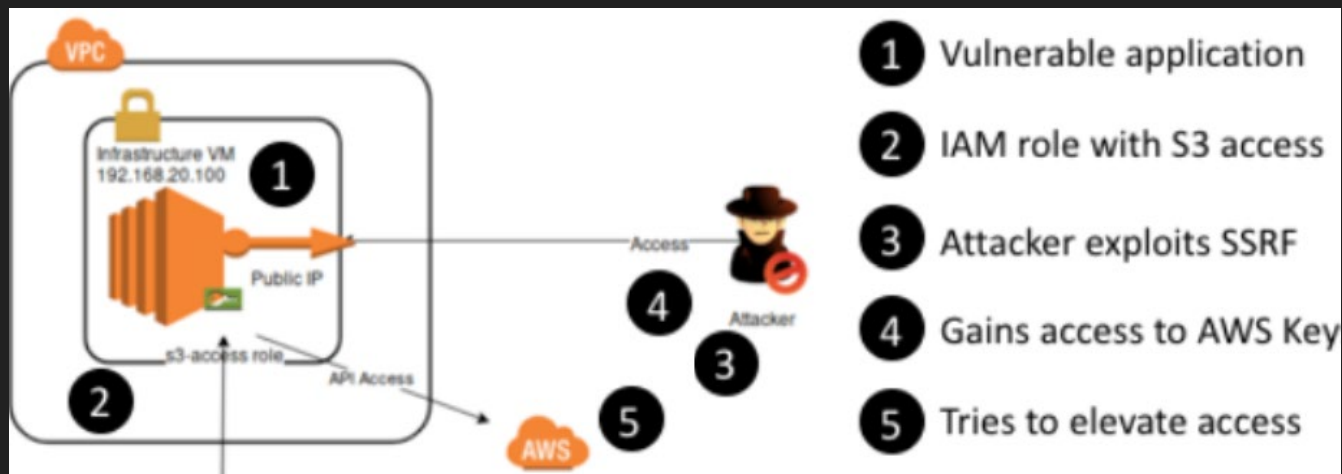 VPC
Infrastructure VM
192.168.20.100
1
Public IP
s3-access role
API Access
2
Access
4
Attacker
3
5
AWS
1 Vulnerable application
2 IAM role with S3 access
3 Attacker exploits SSRF
4 Gains access to AWS Key
5 Tries to elevate access